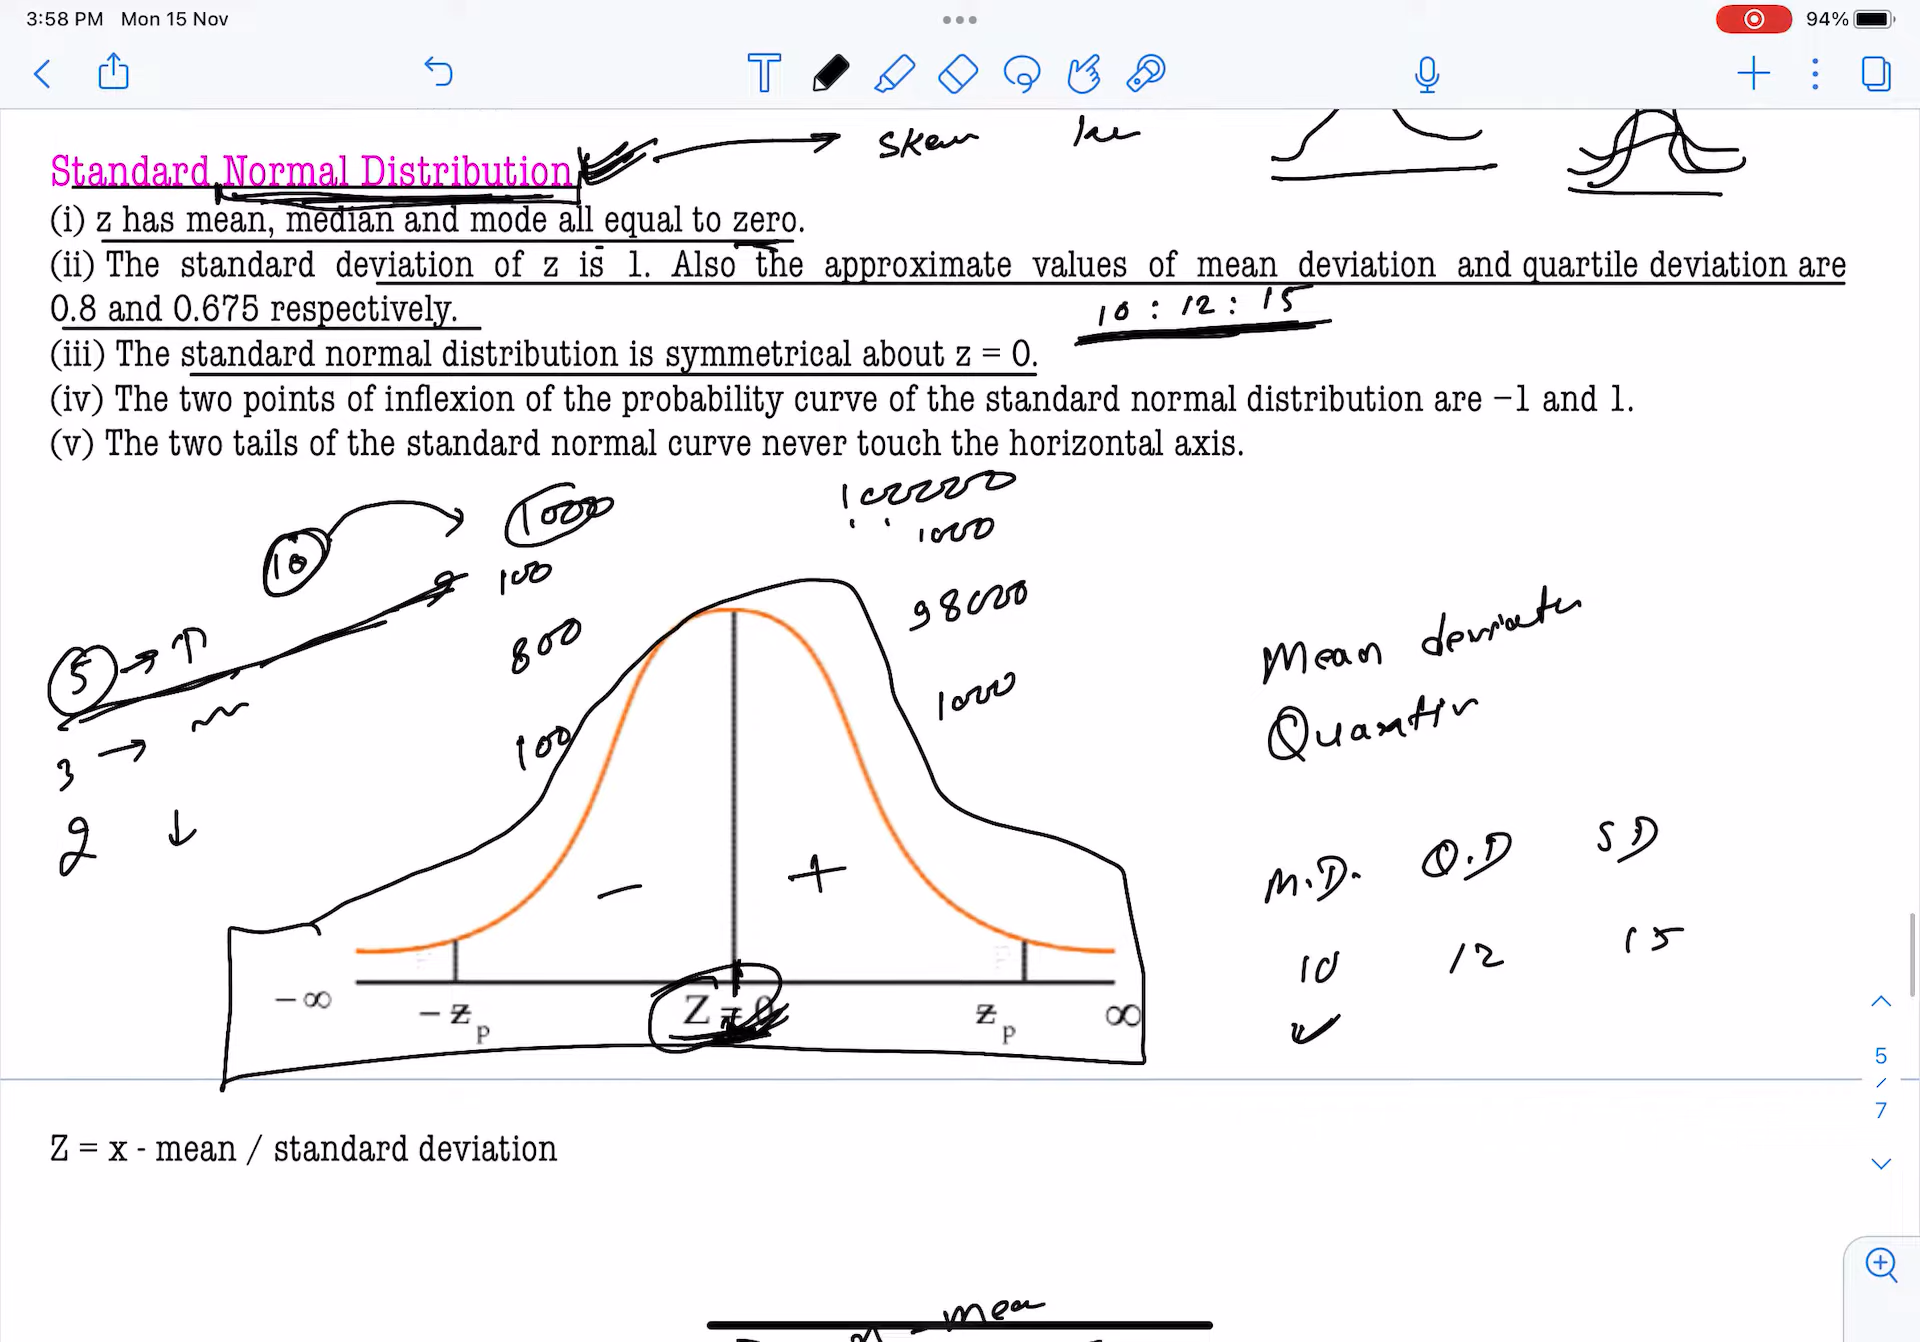 3:58 PM Mon 15 Nov
94%
skew
Standard Normal Distribution
(i) z has mean, median and mode all equal to zero.
(ii) The standard deviation of z is 1. Also the approximate values of mean deviation and quartile deviation are
0.8 and 0.675 respectively.
10 : 12 : 15
(iii) The standard normal distribution is symmetrical about z = 0.
(iv) The two points of inflexion of the probability curve of the standard normal distribution are −1 and 1.
(v) The two tails of the standard normal curve never touch the horizontal axis.
1000
1000
10
100
98000
800
5
1000
Mean
100
3
2
− +
M.D. Q.D SD
10 12 15
−∞ −zp Z = 0 zp ∞
5
/
7
Z = x - mean / standard deviation